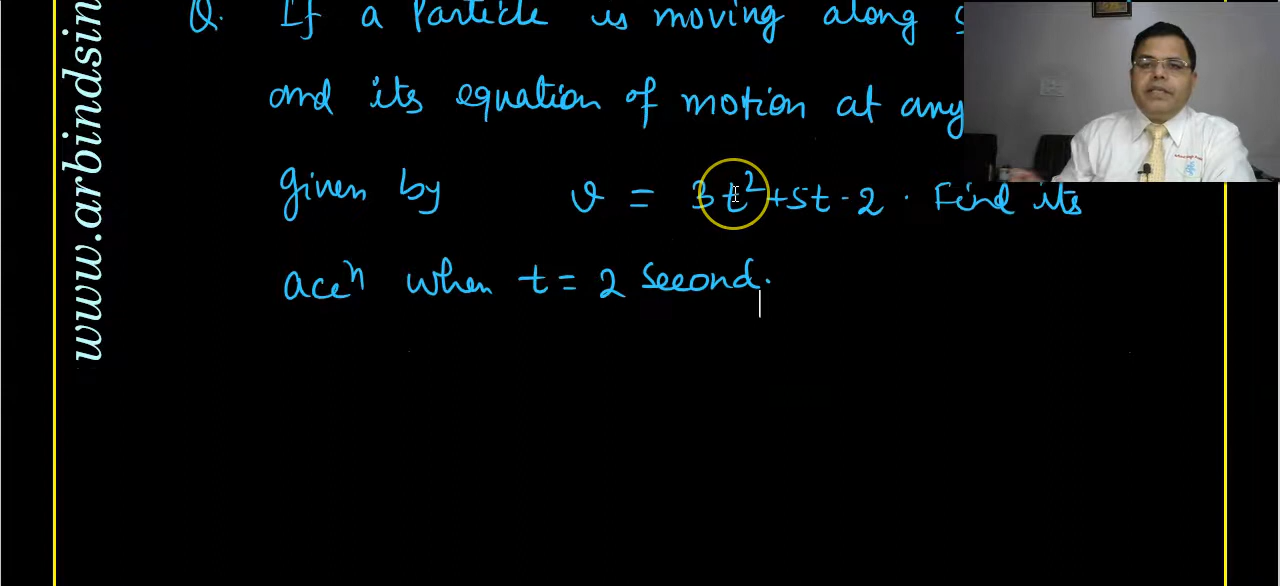 Q. If a Particle is moving along
and its equation of motion at any
given by v = 3t²+5t-2. Find its
aceⁿ when t = 2 Second.
www.arbindsin